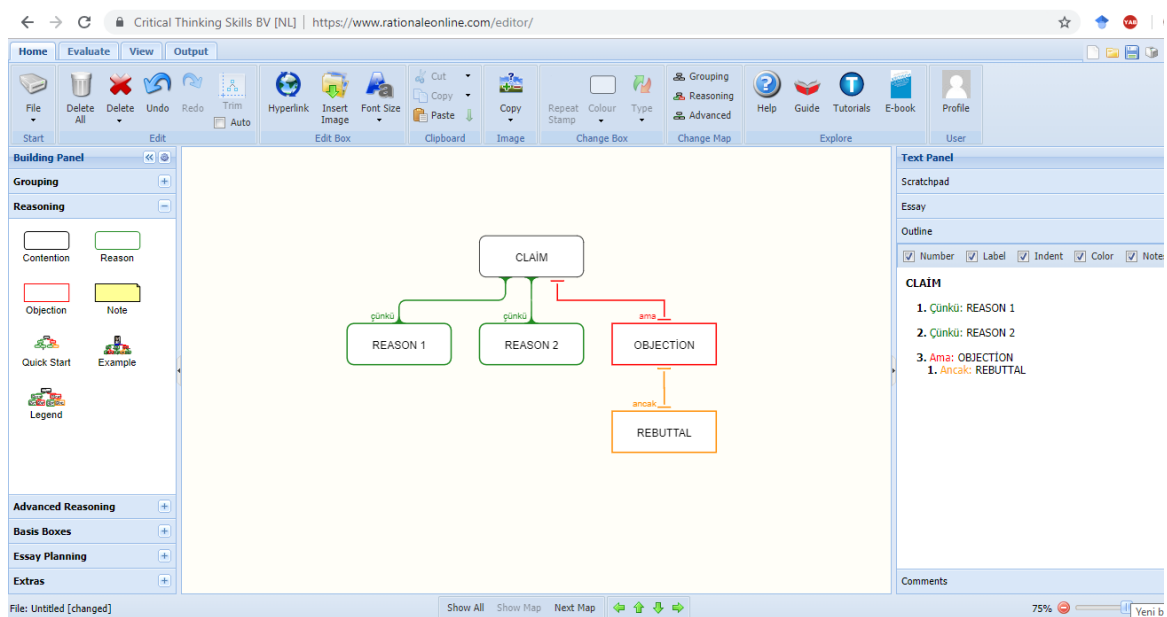 Critical Thinking Skills BV [NL] | https://www.rationaleonline.com/editor/
YAB
Home Evaluate View Output
File Delete All Delete Undo Redo Trim Auto Hyperlink Insert Image Font Size Cut Copy Paste Copy Repeat Stamp Colour Type Grouping Reasoning Advanced Help Guide Tutorials E-book Profile
Start Edit Edit Box Clipboard Image Change Box Change Map Explore User
Building Panel
Grouping
Reasoning
Contention Reason
Objection Note
Quick Start Example
Legend
Advanced Reasoning
Basis Boxes
Essay Planning
Extras
CLAİM
çünkü çünkü ama
REASON 1 REASON 2 OBJECTİON
ancak
REBUTTAL
Text Panel
Scratchpad
Essay
Outline
Number Label Indent Color Note
CLAİM
1. Çünkü: REASON 1
2. Çünkü: REASON 2
3. Ama: OBJECTİON
1. Ancak: REBUTTAL
Comments
File: Untitled [changed] Show All Show Map Next Map 75%
Yeni b